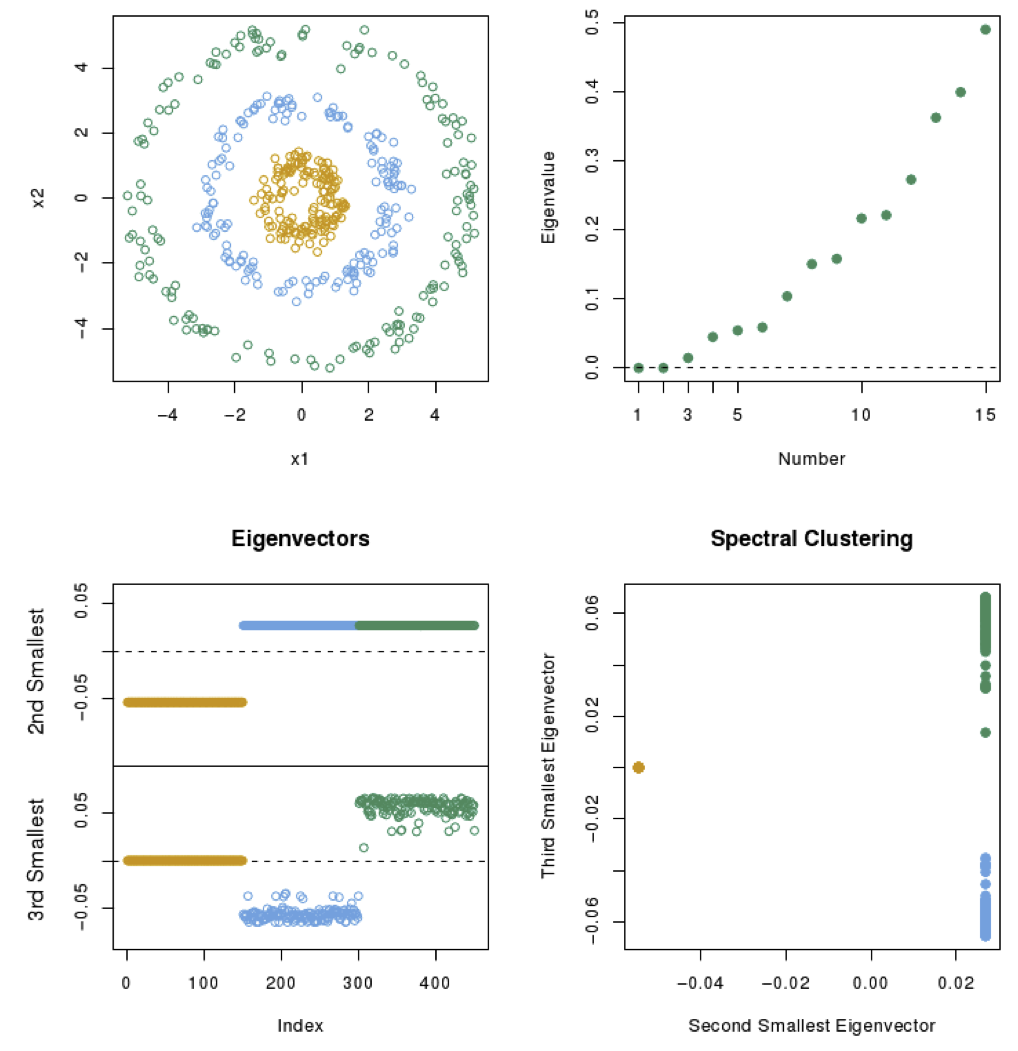 x2
4
2
0
−2
−4
−4 −2 0 2 4
x1
Eigenvalue
0.5
0.4
0.3
0.2
0.1
0.0
1 3 5 10 15
Number
Eigenvectors
2nd Smallest
0.05
−0.05
3rd Smallest
0.05
−0.05
0 100 200 300 400
Index
Spectral Clustering
Third Smallest Eigenvector
0.06
0.02
−0.02
−0.06
−0.04 −0.02 0.00 0.02
Second Smallest Eigenvector